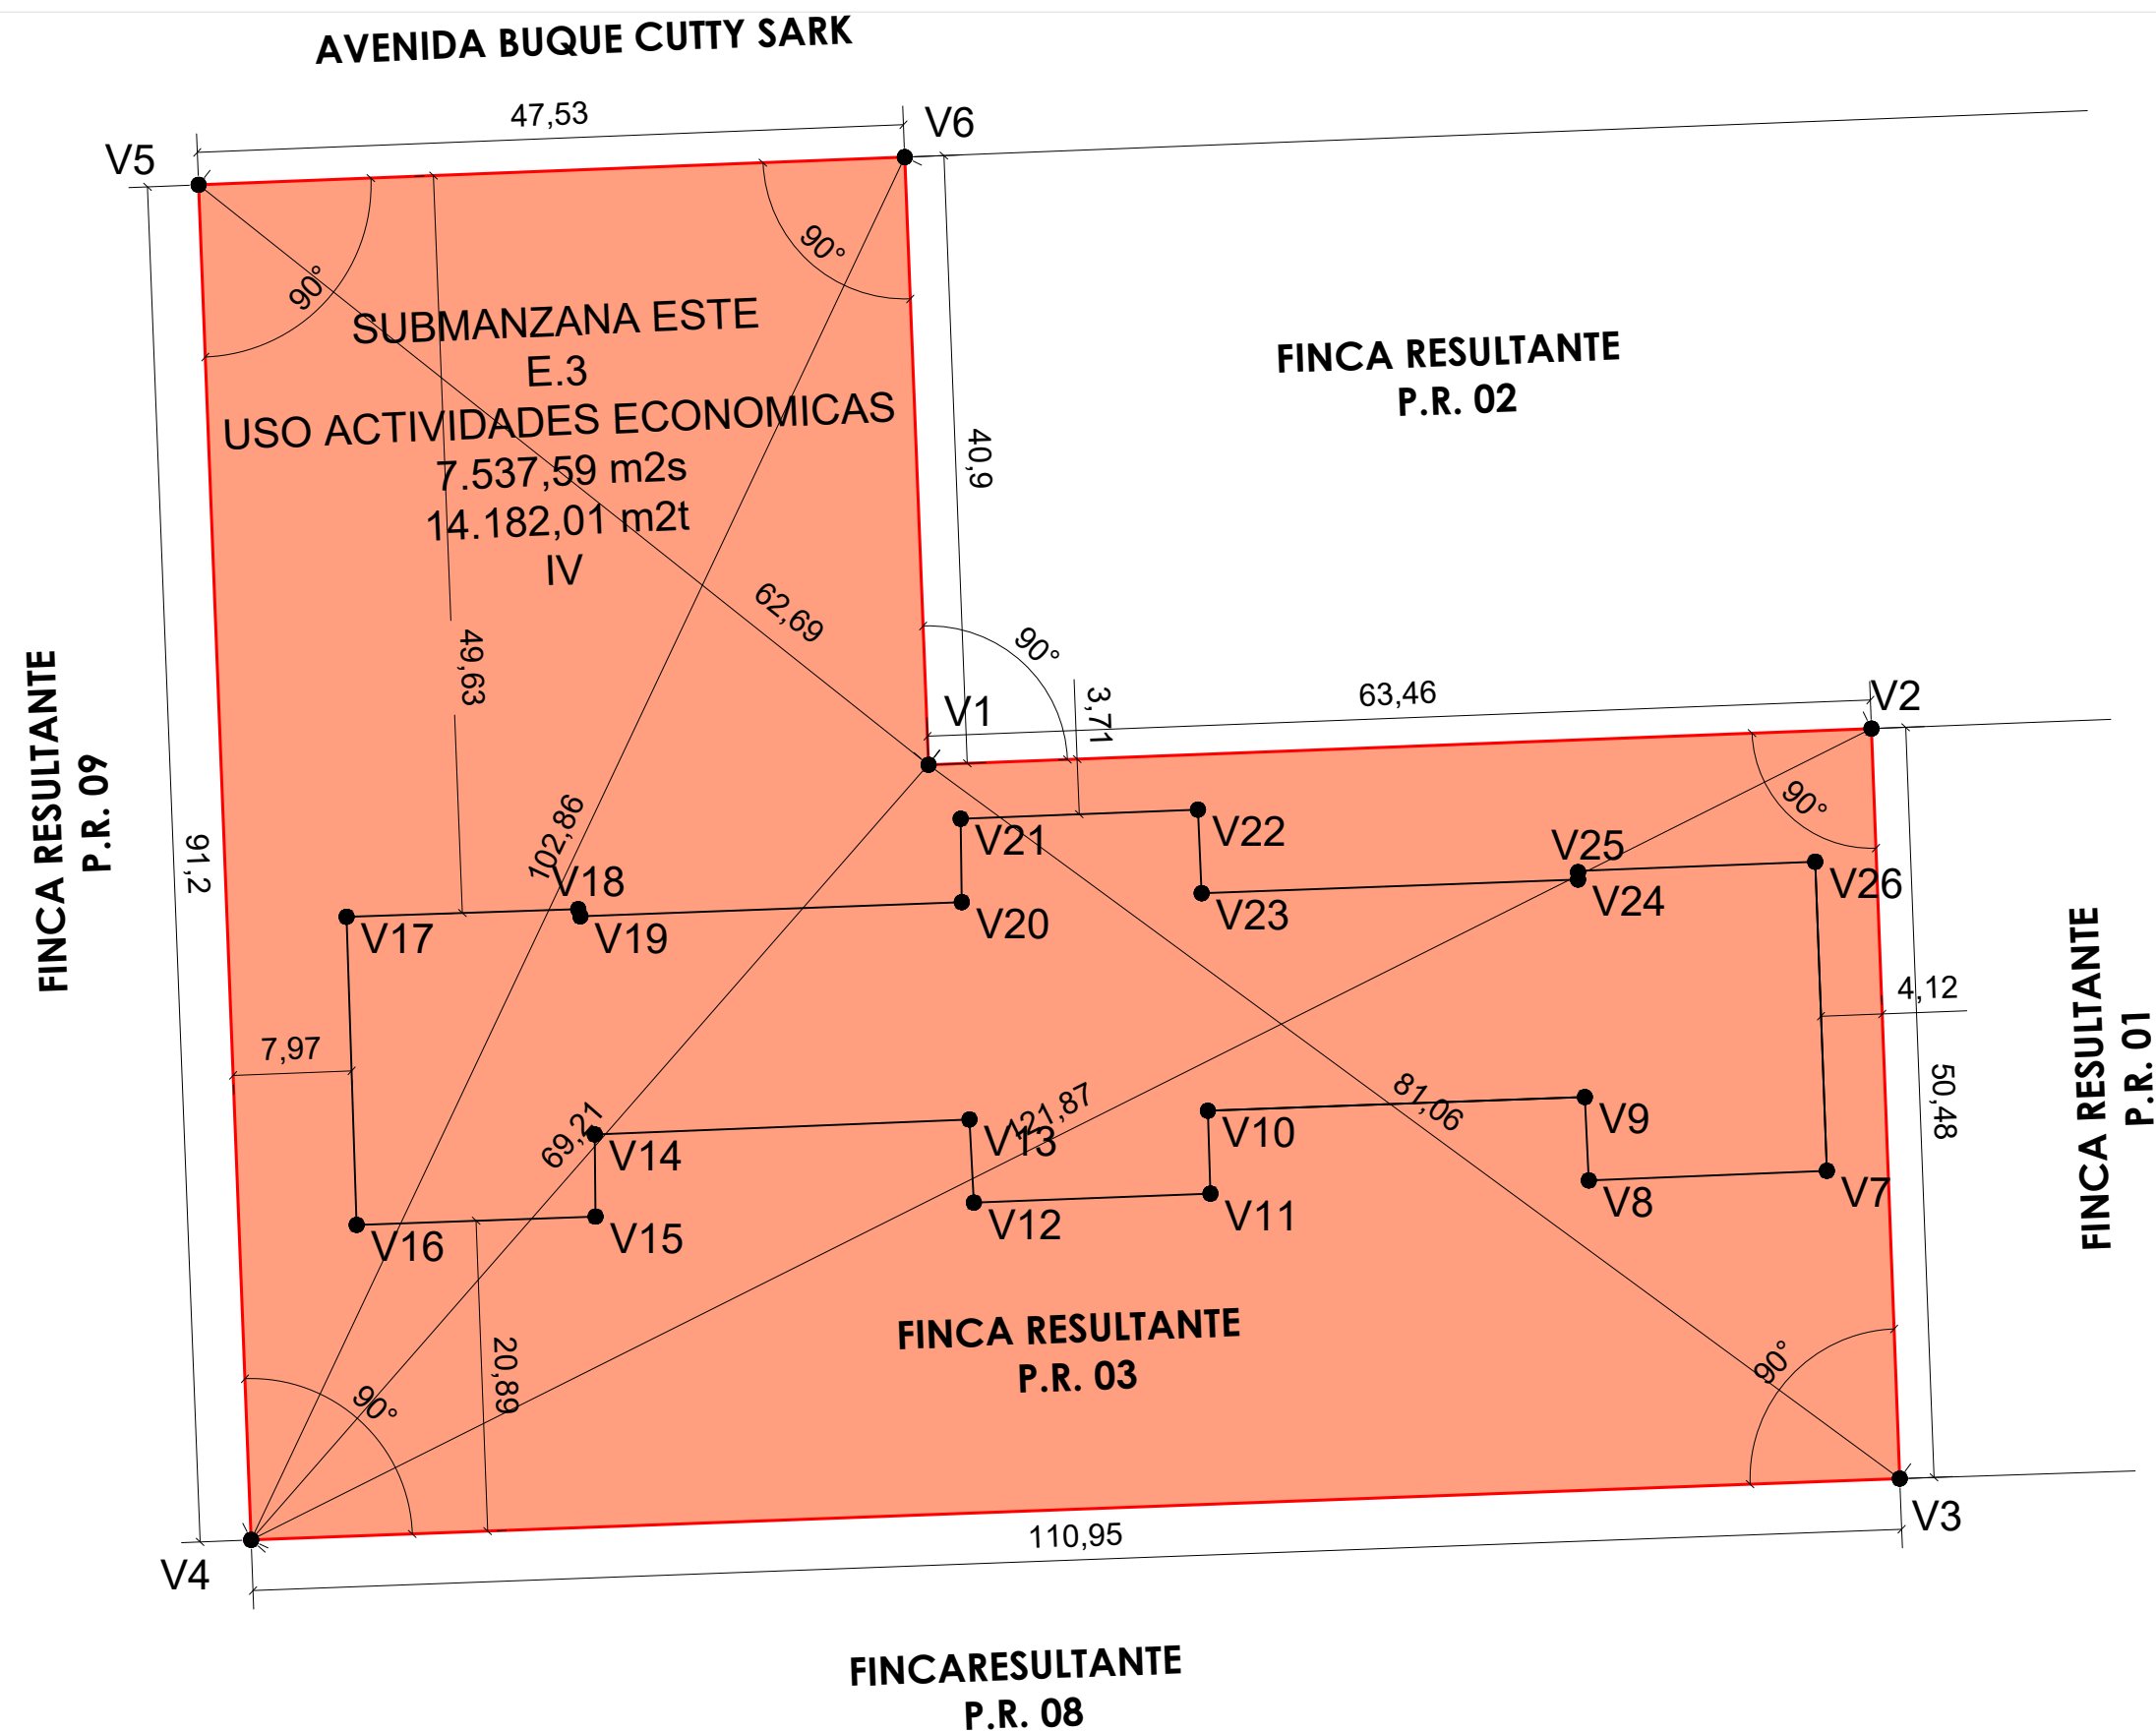 AVENIDA BUQUE CUTTY SARK
47,53
V6
V5
90°
90°
SUBMANZANA ESTE
E.3
USO ACTIVIDADES ECONOMICAS
7.537,59 m2s
14.182,01 m2t
IV
FINCA RESULTANTE
P.R. 02
40,9
62,69
49,63
90°
3,71
63,46
V1
V2
90°
FINCA RESULTANTE
P.R. 09
91,2
102,86
V18
V17
V19
V20
V21
V22
V23
V25
V24
V26
4,12
50,48
FINCA RESULTANTE
P.R. 01
7,97
69,21
V14
V13
121,87
V10
81,06
V9
V7
V8
V11
V12
V15
V16
20,89
FINCA RESULTANTE
P.R. 03
90°
90°
V3
V4
110,95
FINCARESULTANTE
P.R. 08